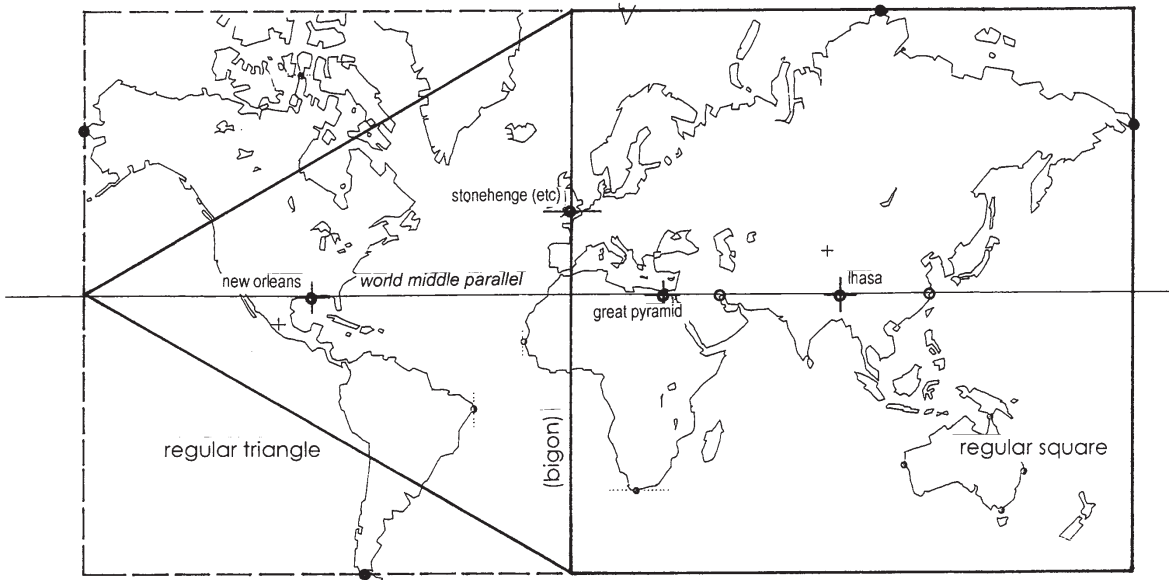 stonehenge (etc)
new orleans
world middle parallel
lhasa
great pyramid
regular triangle
(bigon)
regular square